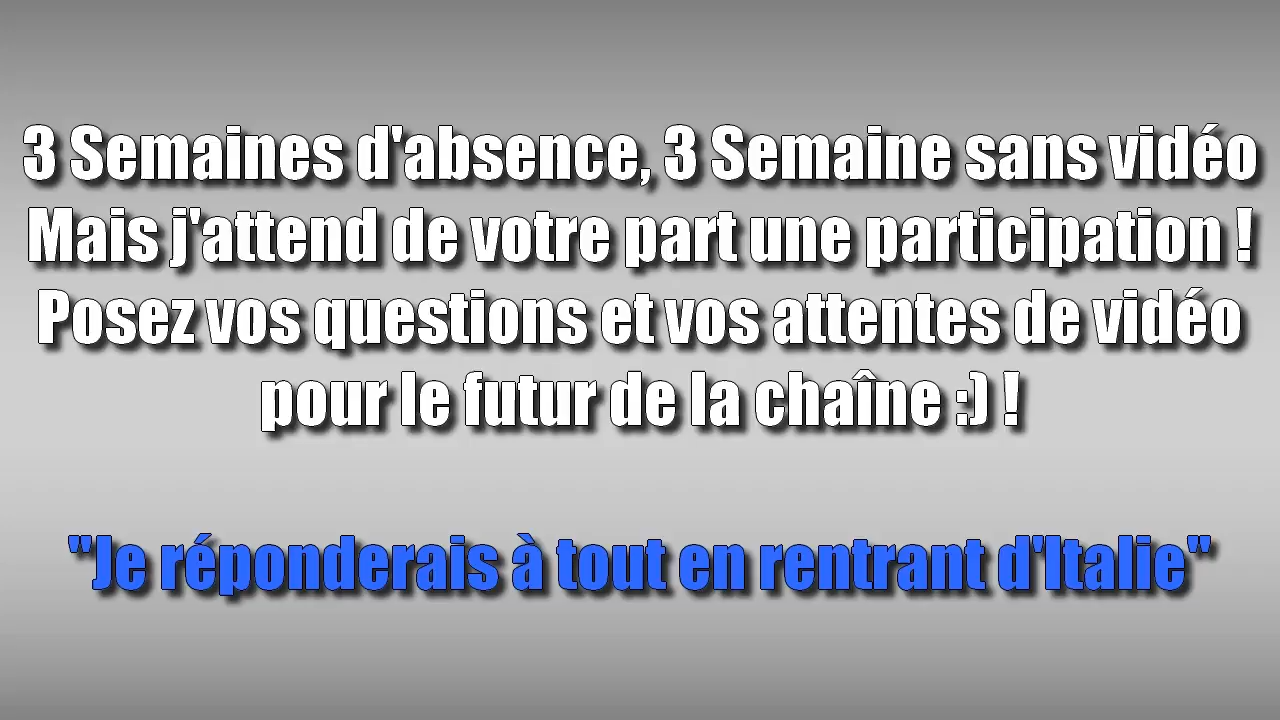 3 Semaines d'absence, 3 Semaine sans vidéo
Mais j'attend de votre part une participation !
Posez vos questions et vos attentes de vidéo
pour le futur de la chaîne :) !
"Je réponderais à tout en rentrant d'Italie"